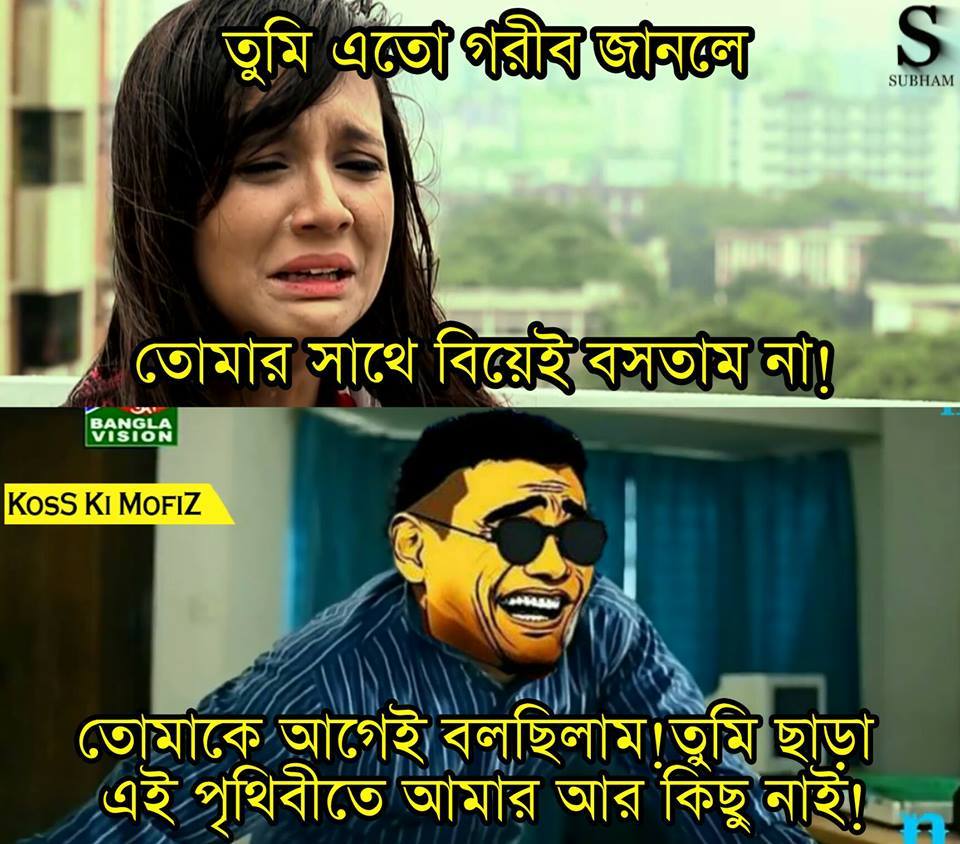 তুমি এতো গরীব জানলে
S
SUBHAM
তোমার সাথে বিয়েই বসতাম না!
BANGLA
VISION
KosS Ki MofiZ
তোমাকে আগেই বলছিলাম!তুমি ছাড়া
এই পৃথিবীতে আমার আর কিছু নাই!
n